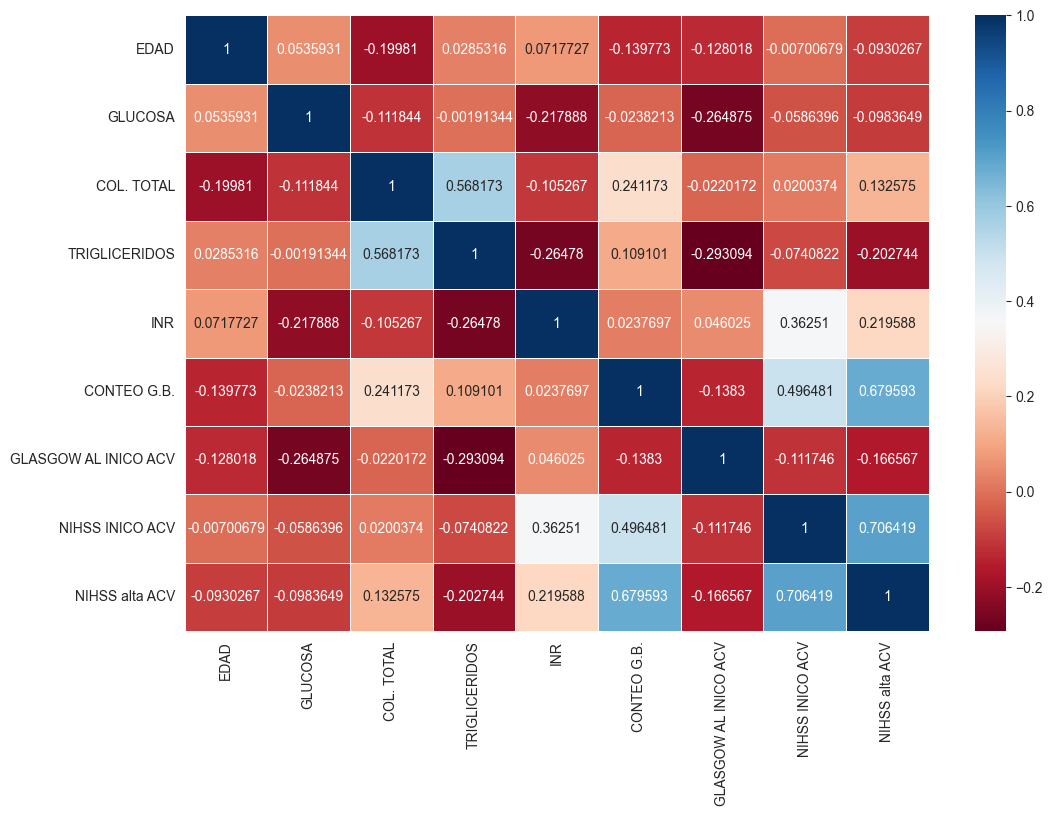 EDAD 1 0.0535931 -0.19981 0.0285316 0.0717727 -0.139773 -0.128018 -0.00700679 -0.0930267
GLUCOSA 0.0535931 1 -0.111844 -0.00191344 -0.217888 -0.0238213 -0.264875 -0.0586396 -0.0983649
COL. TOTAL -0.19981 -0.111844 1 0.568173 -0.105267 0.241173 -0.0220172 0.0200374 0.132575
TRIGLICERIDOS 0.0285316 -0.00191344 0.568173 1 -0.26478 0.109101 -0.293094 -0.0740822 -0.202744
INR 0.0717727 -0.217888 -0.105267 -0.26478 1 0.0237697 0.046025 0.36251 0.219588
CONTEO G.B. -0.139773 -0.0238213 0.241173 0.109101 0.0237697 1 -0.1383 0.496481 0.679593
GLASGOW AL INICO ACV -0.128018 -0.264875 -0.0220172 -0.293094 0.046025 -0.1383 1 -0.111746 -0.166567
NIHSS INICO ACV -0.00700679 -0.0586396 0.0200374 -0.0740822 0.36251 0.496481 -0.111746 1 0.706419
NIHSS alta ACV -0.0930267 -0.0983649 0.132575 -0.202744 0.219588 0.679593 -0.166567 0.706419 1
EDAD
GLUCOSA
COL. TOTAL
TRIGLICERIDOS
INR
CONTEO G.B.
GLASGOW AL INICO ACV
NIHSS INICO ACV
NIHSS alta ACV
1.0
0.8
0.6
0.4
0.2
0.0
−0.2